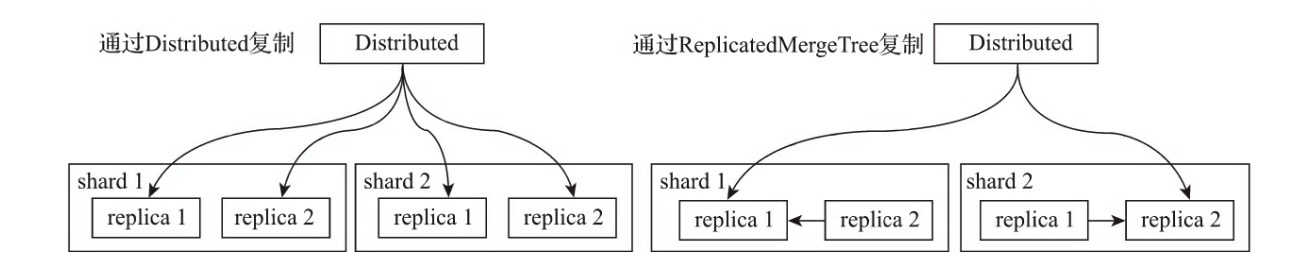 通过Distributed复制
Distributed
shard 1
replica 1
replica 2
shard 2
replica 1
replica 2
通过ReplicatedMergeTree复制
Distributed
shard 1
replica 1
replica 2
shard 2
replica 1
replica 2